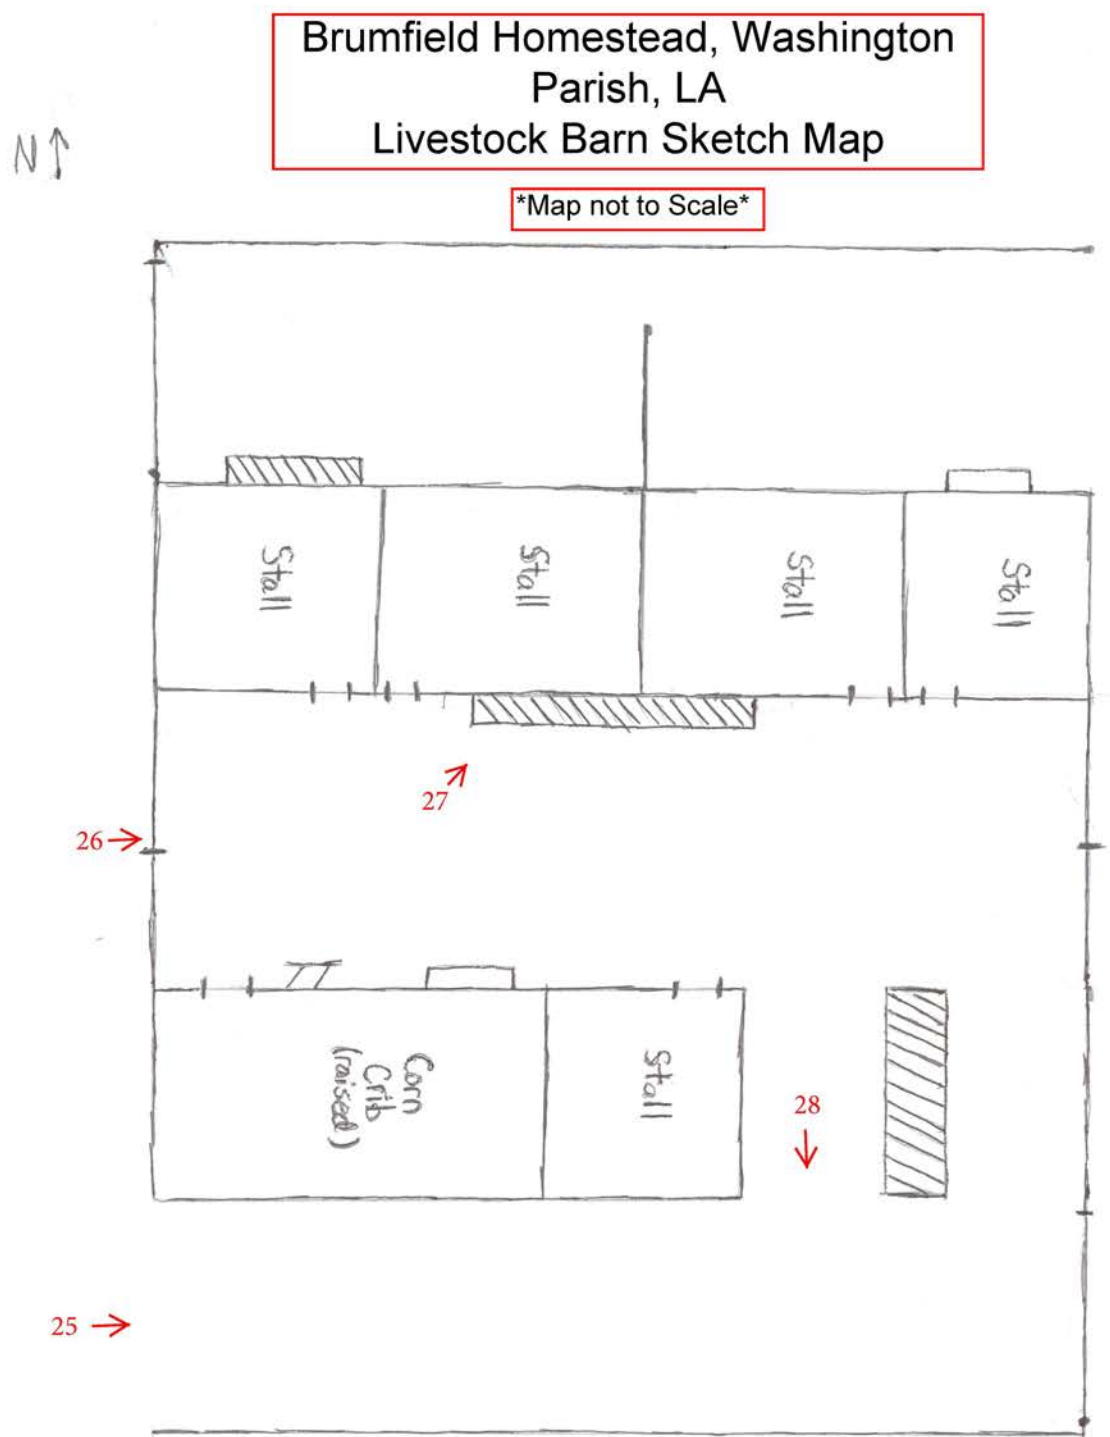 Brumfield Homestead, Washington
Parish, LA
Livestock Barn Sketch Map
N
*Map not to Scale*
Stall
Stall
Stall
Stall
27
26
Corn
Crib
(raised)
Stall
28
25